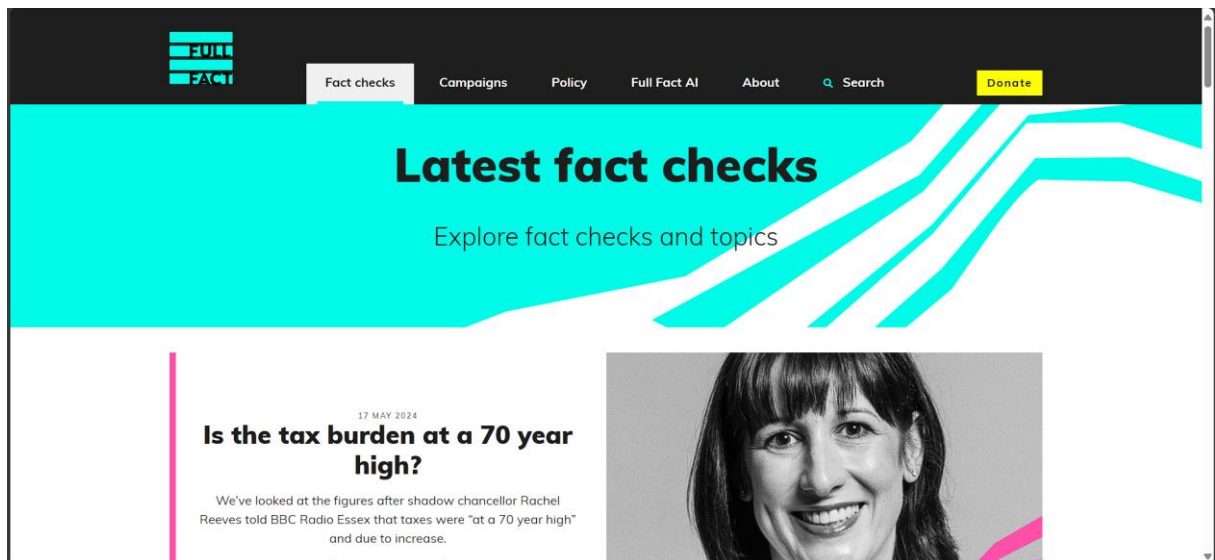 FULL
FACT
Fact checks Campaigns Policy Full Fact AI About Search Donate
Latest fact checks
Explore fact checks and topics
17 MAY 2024
Is the tax burden at a 70 year
high?
We've looked at the figures after shadow chancellor Rachel
Reeves told BBC Radio Essex that taxes were "at a 70 year high"
and due to increase.